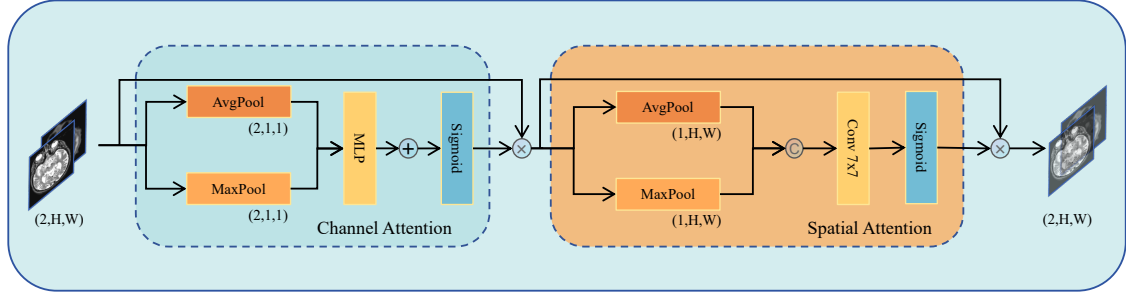 (2,H,W)
AvgPool
(2,1,1)
MaxPool
(2,1,1)
MLP
+
Sigmoid
Channel Attention
×
AvgPool
(1,H,W)
MaxPool
(1,H,W)
C
Conv 7x7
Sigmoid
Spatial Attention
×
(2,H,W)